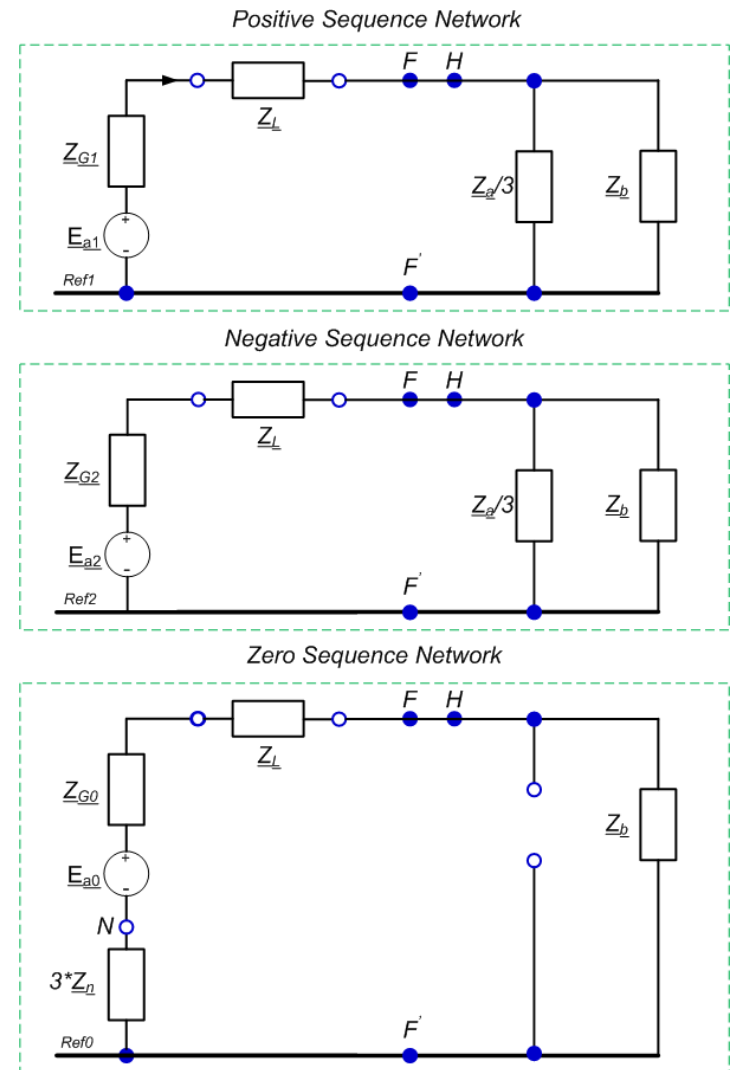 Positive Sequence Network
F H
Z_L
Z_G1
Z_a/3 Z_b
+
E_a1
-
Ref1
F'
Negative Sequence Network
F H
Z_L
Z_G2
Z_a/3 Z_b
+
E_a2
-
Ref2
F'
Zero Sequence Network
F H
Z_L
Z_G0
Z_b
+
E_a0
-
N
3*Z_n
Ref0
F'